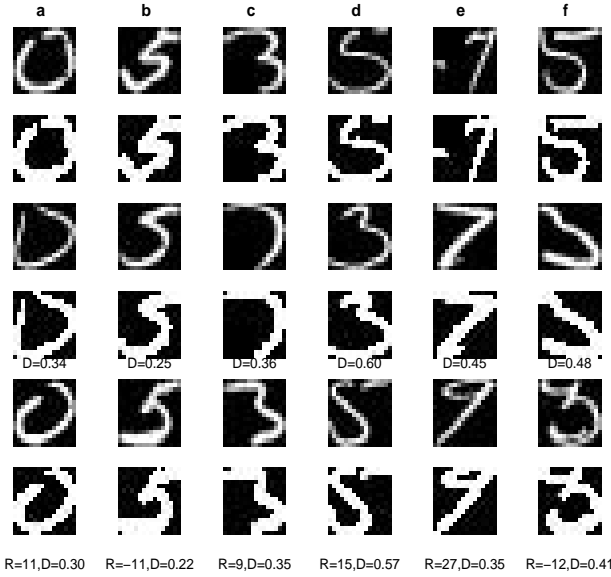 a b c d e f
D=0.34 D=0.25 D=0.36 D=0.60 D=0.45 D=0.48
R=11,D=0.30 R=−11,D=0.22 R=9,D=0.35 R=15,D=0.57 R=27,D=0.35 R=−12,D=0.41